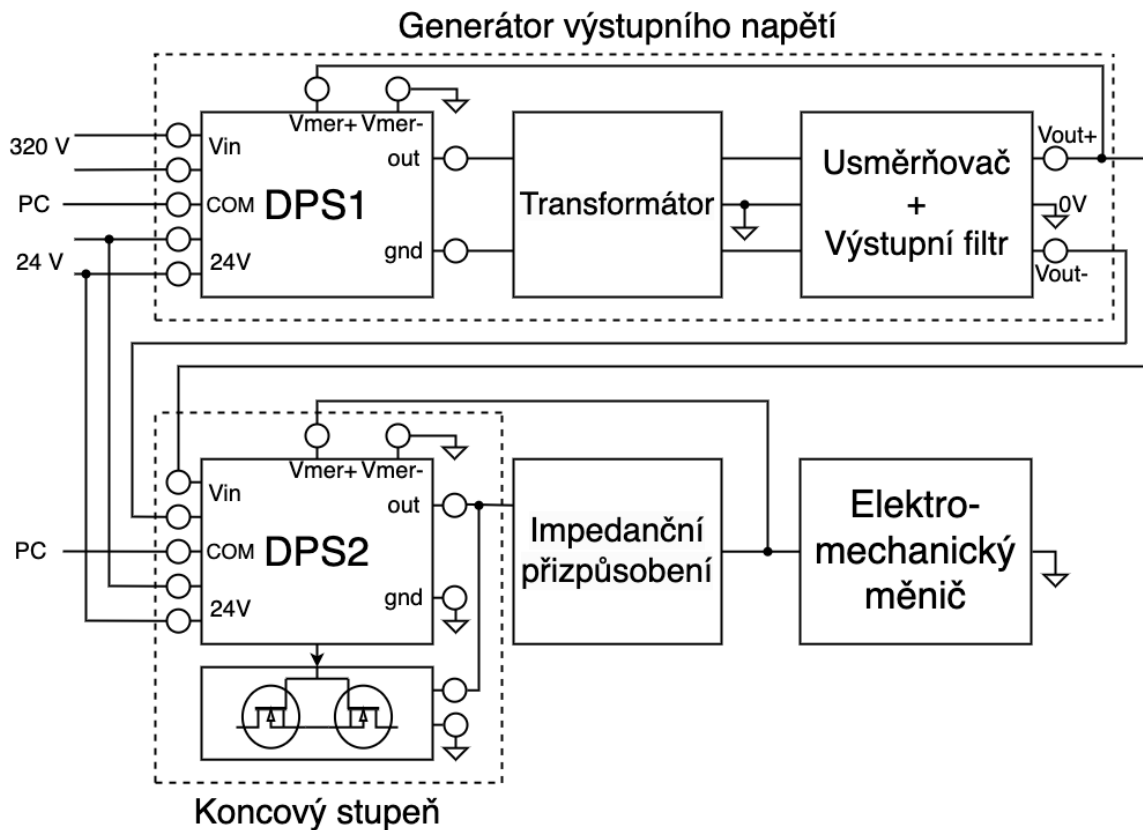 Generátor výstupního napětí
Vmer+ Vmer-
320 V
Vin
out
PC
COM
DPS1
24 V
24V
gnd
Transformátor
Usměrňovač
+
Výstupní filtr
Vout+
0V
Vout-
Vmer+ Vmer-
Vin
out
PC
COM
DPS2
24V
gnd
Impedanční
přizpůsobení
Elektro-
mechanický
měnič
Koncový stupeň